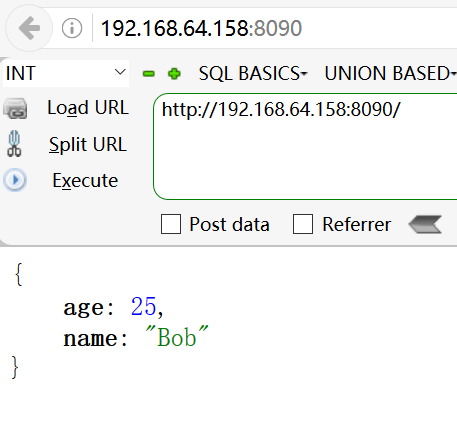 192.168.64.158:8090
INT SQL BASICS UNION BASED
Load URL http://192.168.64.158:8090/
Split URL
Execute
Post data Referrer
{
age: 25,
name: "Bob"
}